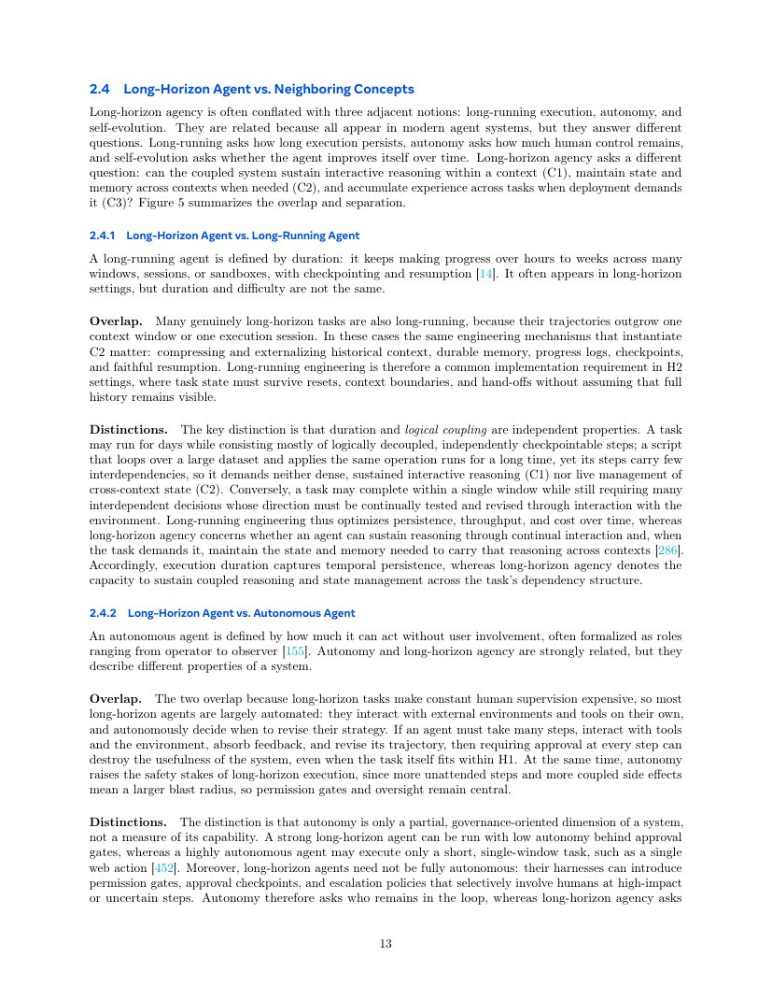 2.4 Long-Horizon Agent vs. Neighboring Concepts
Long-horizon agency is often conflated with three adjacent notions: long-running execution, autonomy, and
self-evolution. They are related because all appear in modern agent systems, but they answer different
questions. Long-running asks how long execution persists, autonomy asks how much human control remains,
and self-evolution asks whether the agent improves itself over time. Long-horizon agency asks a different
question: can the coupled system sustain interactive reasoning within a context (C1), maintain state and
memory across contexts when needed (C2), and accumulate experience across tasks when deployment demands
it (C3)? Figure 5 summarizes the overlap and separation.
2.4.1 Long-Horizon Agent vs. Long-Running Agent
A long-running agent is defined by duration: it keeps making progress over hours to weeks across many
windows, sessions, or sandboxes, with checkpointing and resumption [14]. It often appears in long-horizon
settings, but duration and difficulty are not the same.
Overlap. Many genuinely long-horizon tasks are also long-running, because their trajectories outgrow one
context window or one execution session. In these cases the same engineering mechanisms that instantiate
C2 matter: compressing and externalizing historical context, durable memory, progress logs, checkpoints,
and faithful resumption. Long-running engineering is therefore a common implementation requirement in H2
settings, where task state must survive resets, context boundaries, and hand-offs without assuming that full
history remains visible.
Distinctions. The key distinction is that duration and logical coupling are independent properties. A task
may run for days while consisting mostly of logically decoupled, independently checkpointable steps; a script
that loops over a large dataset and applies the same operation runs for a long time, yet its steps carry few
interdependencies, so it demands neither dense, sustained interactive reasoning (C1) nor live management of
cross-context state (C2). Conversely, a task may complete within a single window while still requiring many
interdependent decisions whose direction must be continually tested and revised through interaction with the
environment. Long-running engineering thus optimizes persistence, throughput, and cost over time, whereas
long-horizon agency concerns whether an agent can sustain reasoning through continual interaction and, when
the task demands it, maintain the state and memory needed to carry that reasoning across contexts [286].
Accordingly, execution duration captures temporal persistence, whereas long-horizon agency denotes the
capacity to sustain coupled reasoning and state management across the task's dependency structure.
2.4.2 Long-Horizon Agent vs. Autonomous Agent
An autonomous agent is defined by how much it can act without user involvement, often formalized as roles
ranging from operator to observer [155]. Autonomy and long-horizon agency are strongly related, but they
describe different properties of a system.
Overlap. The two overlap because long-horizon tasks make constant human supervision expensive, so most
long-horizon agents are largely automated: they interact with external environments and tools on their own,
and autonomously decide when to revise their strategy. If an agent must take many steps, interact with tools
and the environment, absorb feedback, and revise its trajectory, then requiring approval at every step can
destroy the usefulness of the system, even when the task itself fits within H1. At the same time, autonomy
raises the safety stakes of long-horizon execution, since more unattended steps and more coupled side effects
mean a larger blast radius, so permission gates and oversight remain central.
Distinctions. The distinction is that autonomy is only a partial, governance-oriented dimension of a system,
not a measure of its capability. A strong long-horizon agent can be run with low autonomy behind approval
gates, whereas a highly autonomous agent may execute only a short, single-window task, such as a single
web action [452]. Moreover, long-horizon agents need not be fully autonomous: their harnesses can introduce
permission gates, approval checkpoints, and escalation policies that selectively involve humans at high-impact
or uncertain steps. Autonomy therefore asks who remains in the loop, whereas long-horizon agency asks
13